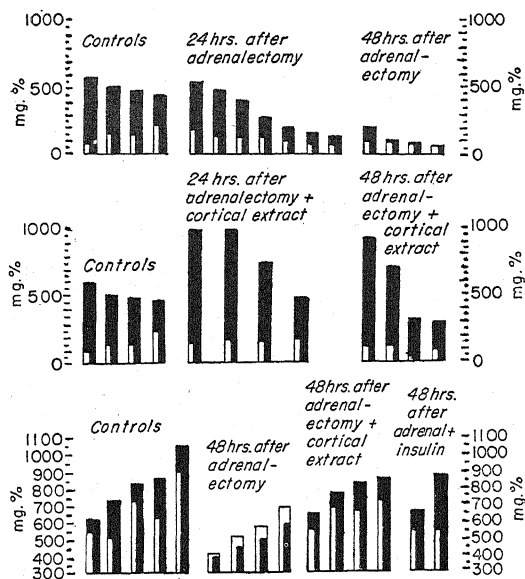 1000
500
0
mg. %
Controls
24 hrs. after
adrenalectomy
48 hrs. after
adrenal-
ectomy
1000
500
0
mg. %
1000
500
0
mg. %
Controls
24 hrs. after
adrenalectomy +
cortical extract
48 hrs. after
adrenal-
ectomy +
cortical
extract
1000
500
0
mg. %
1100
1000
900
800
700
600
500
400
300
mg. %
Controls
48 hrs. after
adrenal-
ectomy
48 hrs. after
adrenal-
ectomy +
cortical
extract
48 hrs.
after
adrenal +
insulin
1100
1000
900
800
700
600
500
400
300
mg. %